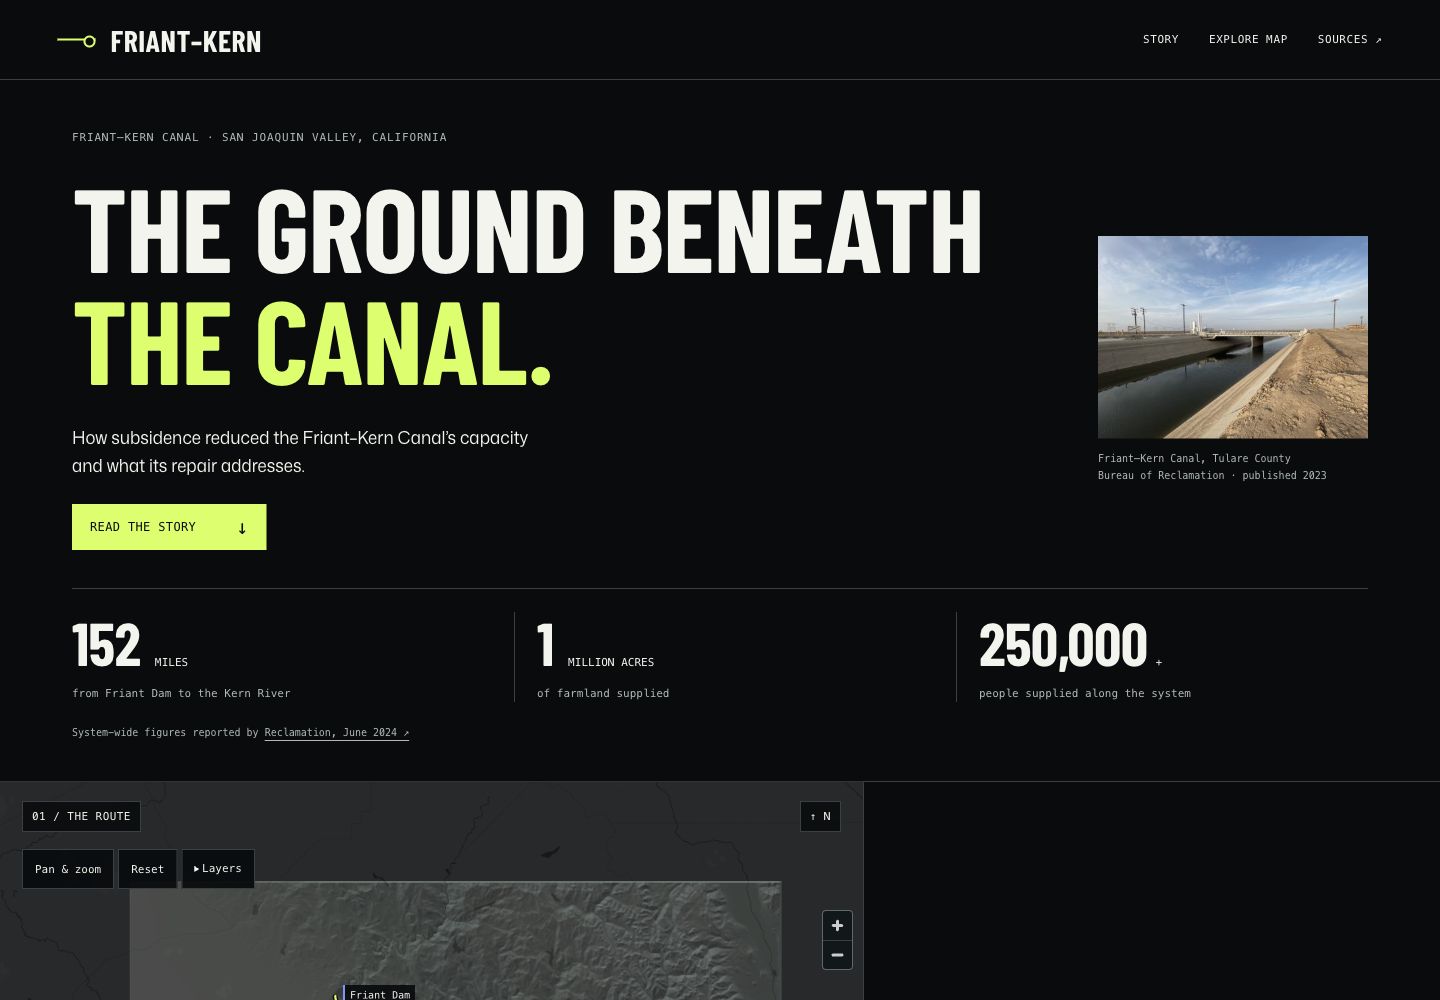 FRIANT–KERN
STORY
EXPLORE MAP
SOURCES ↗
FRIANT–KERN CANAL · SAN JOAQUIN VALLEY, CALIFORNIA
THE GROUND BENEATH
THE CANAL.
How subsidence reduced the Friant–Kern Canal’s capacity
and what its repair addresses.
READ THE STORY ↓
Friant–Kern Canal, Tulare County
Bureau of Reclamation · published 2023
152 MILES
from Friant Dam to the Kern River
1 MILLION ACRES
of farmland supplied
250,000 +
people supplied along the system
System-wide figures reported by Reclamation, June 2024 ↗
01 / THE ROUTE
↑ N
Pan & zoom
Reset
▸ Layers
+
−
Friant Dam